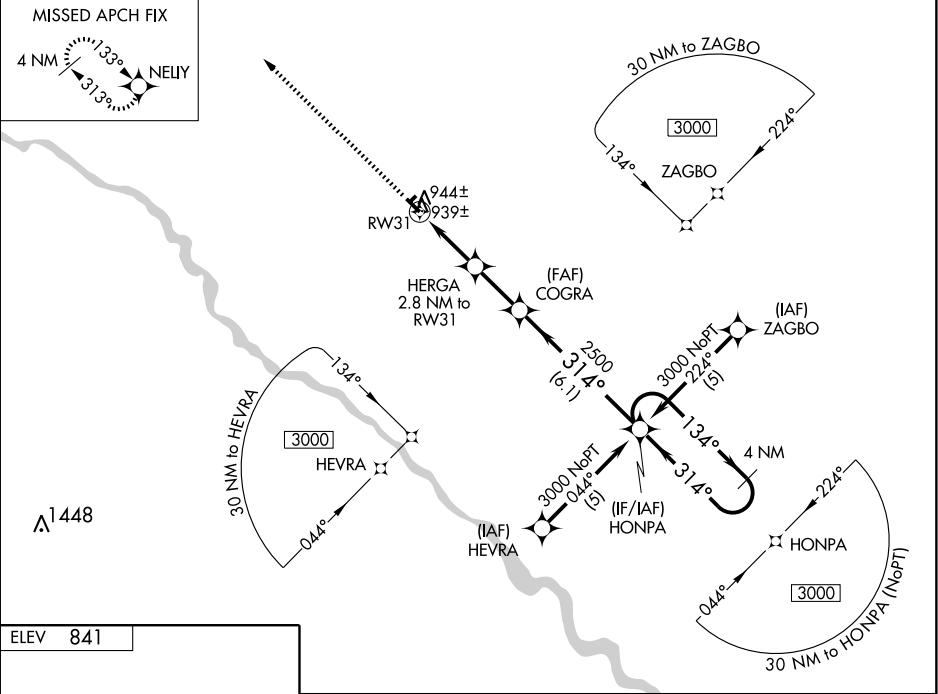 MISSED APCH FIX
4 NM
133°
313°
NELIY
30 NM to ZAGBO
3000
134°
224°
ZAGBO
944±
939±
RW31
HERGA
2.8 NM to
RW31
(FAF)
COGRA
(IAF)
ZAGBO
2500
314°
(6.1)
3000 NoPT
224°
(5)
134°
4 NM
314°
30 NM to HEVRA
134°
3000
HEVRA
044°
3000 NoPT
044°
(5)
(IAF)
HEVRA
(IF/IAF)
HONPA
224°
HONPA
044°
3000
30 NM to HONPA (NoPT)
1448
ELEV 841